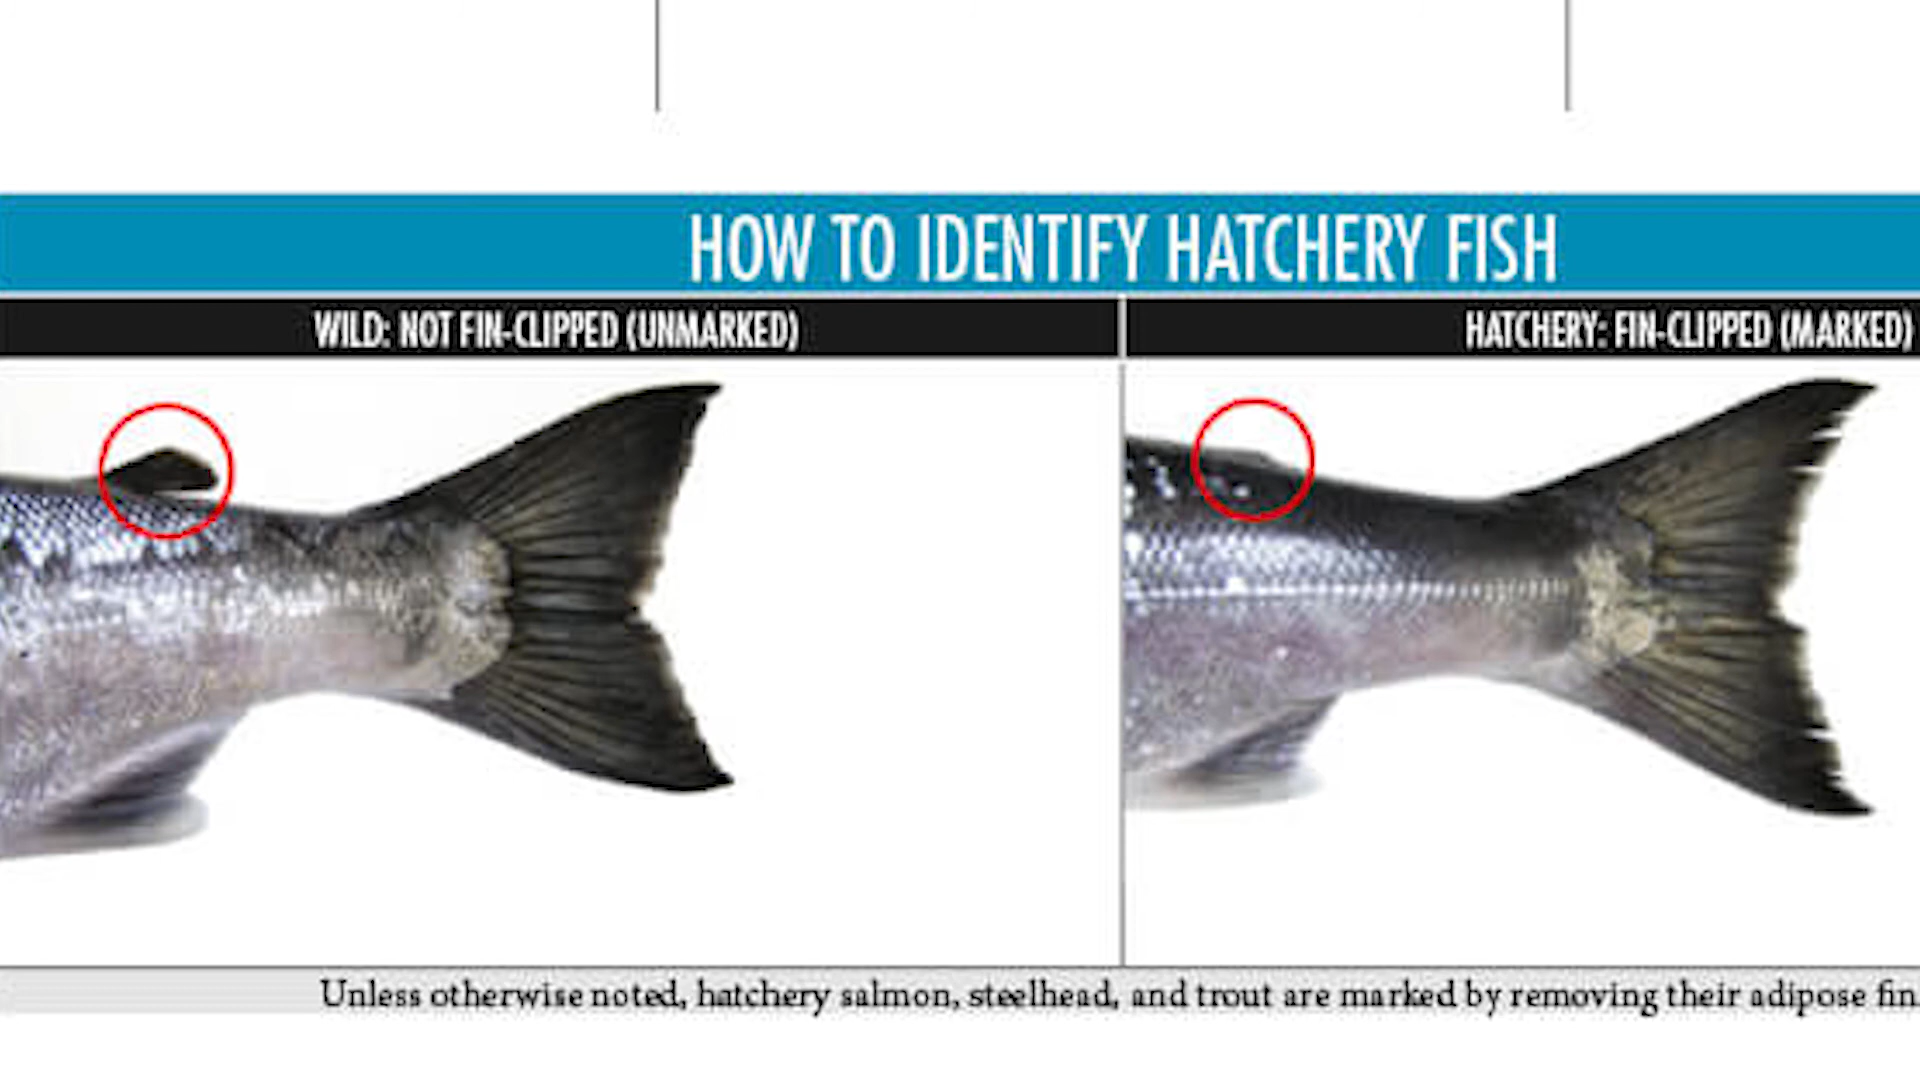 HOW TO IDENTIFY HATCHERY FISH
WILD: NOT FIN-CLIPPED (UNMARKED)
HATCHERY: FIN-CLIPPED (MARKED)
Unless otherwise noted, hatchery salmon, steelhead, and trout are marked by removing their adipose fin.